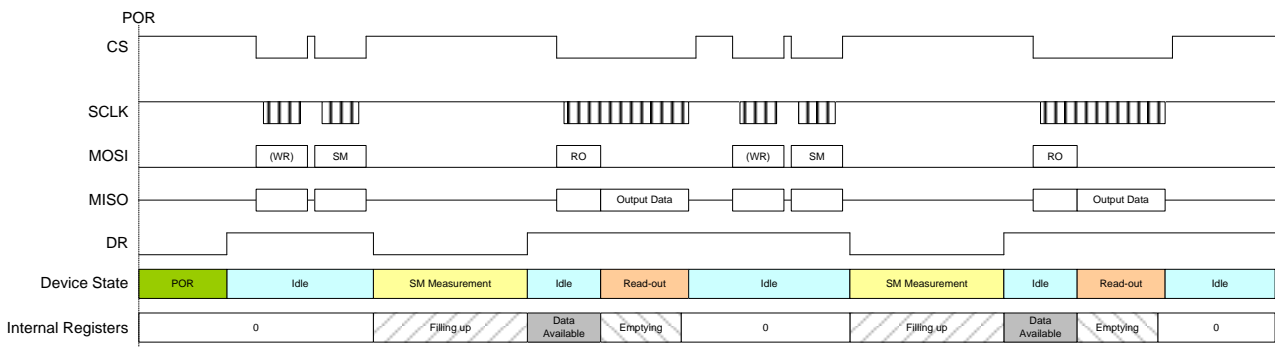 POR
CS
SCLK
MOSI (WR) SM RO (WR) SM RO
MISO Output Data Output Data
DR
Device State POR Idle SM Measurement Idle Read-out Idle SM Measurement Idle Read-out Idle
Internal Registers 0 Filling up Data Available Emptying 0 Filling up Data Available Emptying 0